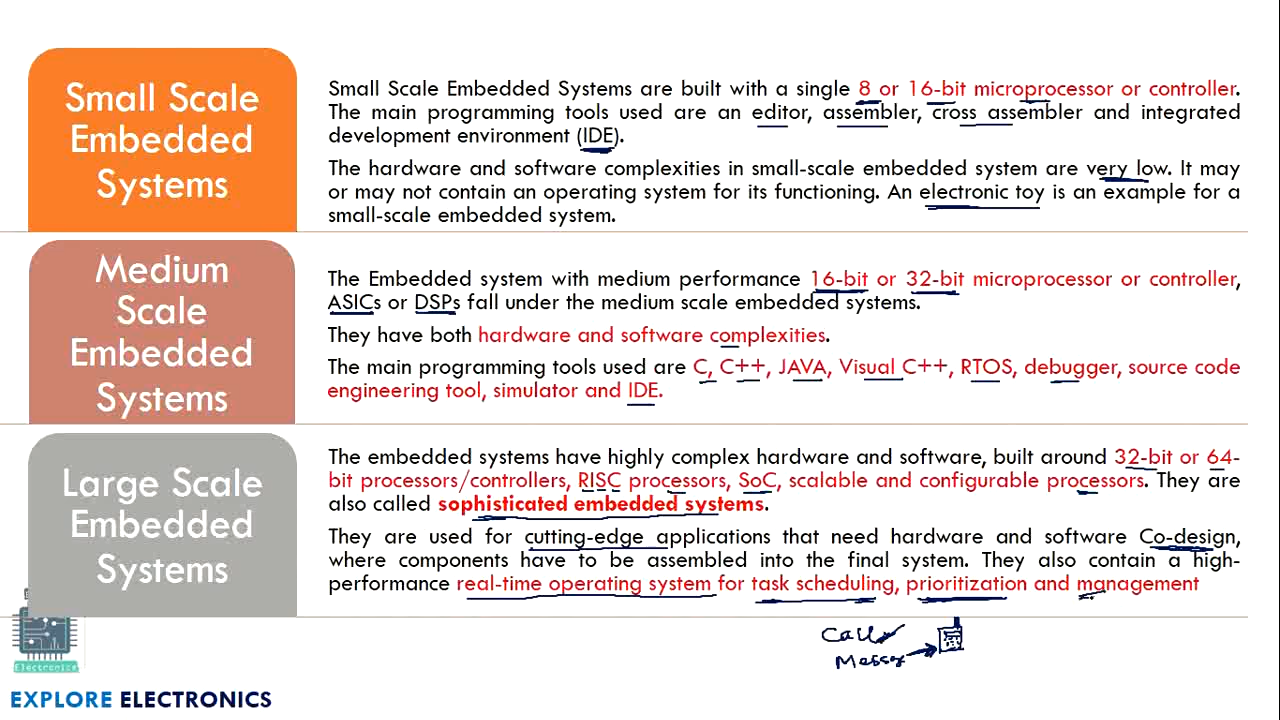 Small Scale
Embedded
Systems
Small Scale Embedded Systems are built with a single 8 or 16-bit microprocessor or controller.
The main programming tools used are an editor, assembler, cross assembler and integrated
development environment (IDE).
The hardware and software complexities in small-scale embedded system are very low. It may
or may not contain an operating system for its functioning. An electronic toy is an example for a
small-scale embedded system.
Medium
Scale
Embedded
Systems
The Embedded system with medium performance 16-bit or 32-bit microprocessor or controller,
ASICs or DSPs fall under the medium scale embedded systems.
They have both hardware and software complexities.
The main programming tools used are C, C++, JAVA, Visual C++, RTOS, debugger, source code
engineering tool, simulator and IDE.
Large Scale
Embedded
Systems
The embedded systems have highly complex hardware and software, built around 32-bit or 64-
bit processors/controllers, RISC processors, SoC, scalable and configurable processors. They are
also called sophisticated embedded systems.
They are used for cutting-edge applications that need hardware and software Co-design,
where components have to be assembled into the final system. They also contain a high-
performance real-time operating system for task scheduling, prioritization and management
Call
Electronics
EXPLORE ELECTRONICS